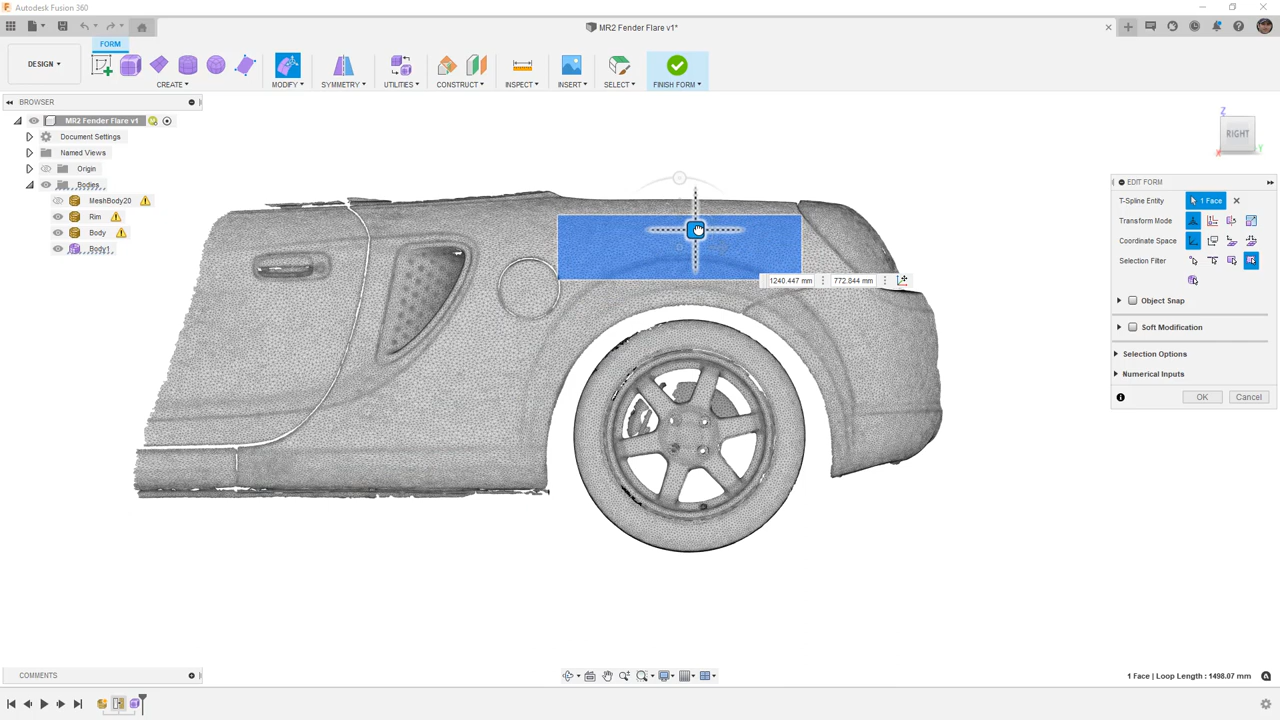 Autodesk Fusion 360
MR2 Fender Flare v1*
FORM
DESIGN
CREATE
MODIFY
SYMMETRY
UTILITIES
CONSTRUCT
INSPECT
INSERT
SELECT
FINISH FORM
BROWSER
MR2 Fender Flare v1
Document Settings
Named Views
Origin
Bodies
MeshBody20
Rim
Body
Body1
Z
RIGHT
X
Y
EDIT FORM
T-Spline Entity
1 Face
Transform Mode
Coordinate Space
Selection Filter
Object Snap
Soft Modification
Selection Options
Numerical Inputs
OK
Cancel
1240.447 mm
772.844 mm
COMMENTS
1 Face | Loop Length : 1498.07 mm